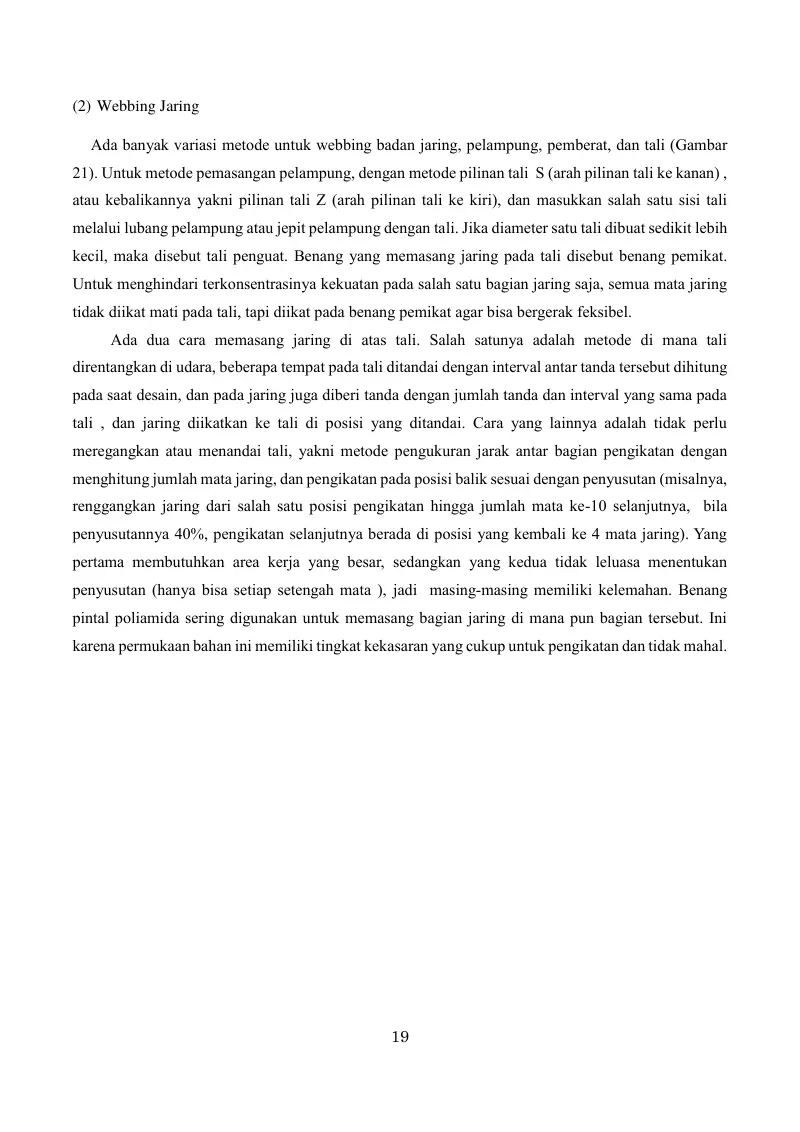 (2) Webbing Jaring
Ada banyak variasi metode untuk webbing badan jaring, pelampung, pemberat, dan tali (Gambar
21). Untuk metode pemasangan pelampung, dengan metode pilinan tali S (arah pilinan tali ke kanan) ,
atau kebalikannya yakni pilinan tali Z (arah pilinan tali ke kiri), dan masukkan salah satu sisi tali
melalui lubang pelampung atau jepit pelampung dengan tali. Jika diameter satu tali dibuat sedikit lebih
kecil, maka disebut tali penguat. Benang yang memasang jaring pada tali disebut benang pemikat.
Untuk menghindari terkonsentrasinya kekuatan pada salah satu bagian jaring saja, semua mata jaring
tidak diikat mati pada tali, tapi diikat pada benang pemikat agar bisa bergerak feksibel.
Ada dua cara memasang jaring di atas tali. Salah satunya adalah metode di mana tali
direntangkan di udara, beberapa tempat pada tali ditandai dengan interval antar tanda tersebut dihitung
pada saat desain, dan pada jaring juga diberi tanda dengan jumlah tanda dan interval yang sama pada
tali , dan jaring diikatkan ke tali di posisi yang ditandai. Cara yang lainnya adalah tidak perlu
meregangkan atau menandai tali, yakni metode pengukuran jarak antar bagian pengikatan dengan
menghitung jumlah mata jaring, dan pengikatan pada posisi balik sesuai dengan penyusutan (misalnya,
renggangkan jaring dari salah satu posisi pengikatan hingga jumlah mata ke-10 selanjutnya, bila
penyusutannya 40%, pengikatan selanjutnya berada di posisi yang kembali ke 4 mata jaring). Yang
pertama membutuhkan area kerja yang besar, sedangkan yang kedua tidak leluasa menentukan
penyusutan (hanya bisa setiap setengah mata ), jadi masing-masing memiliki kelemahan. Benang
pintal poliamida sering digunakan untuk memasang bagian jaring di mana pun bagian tersebut. Ini
karena permukaan bahan ini memiliki tingkat kekasaran yang cukup untuk pengikatan dan tidak mahal.
19